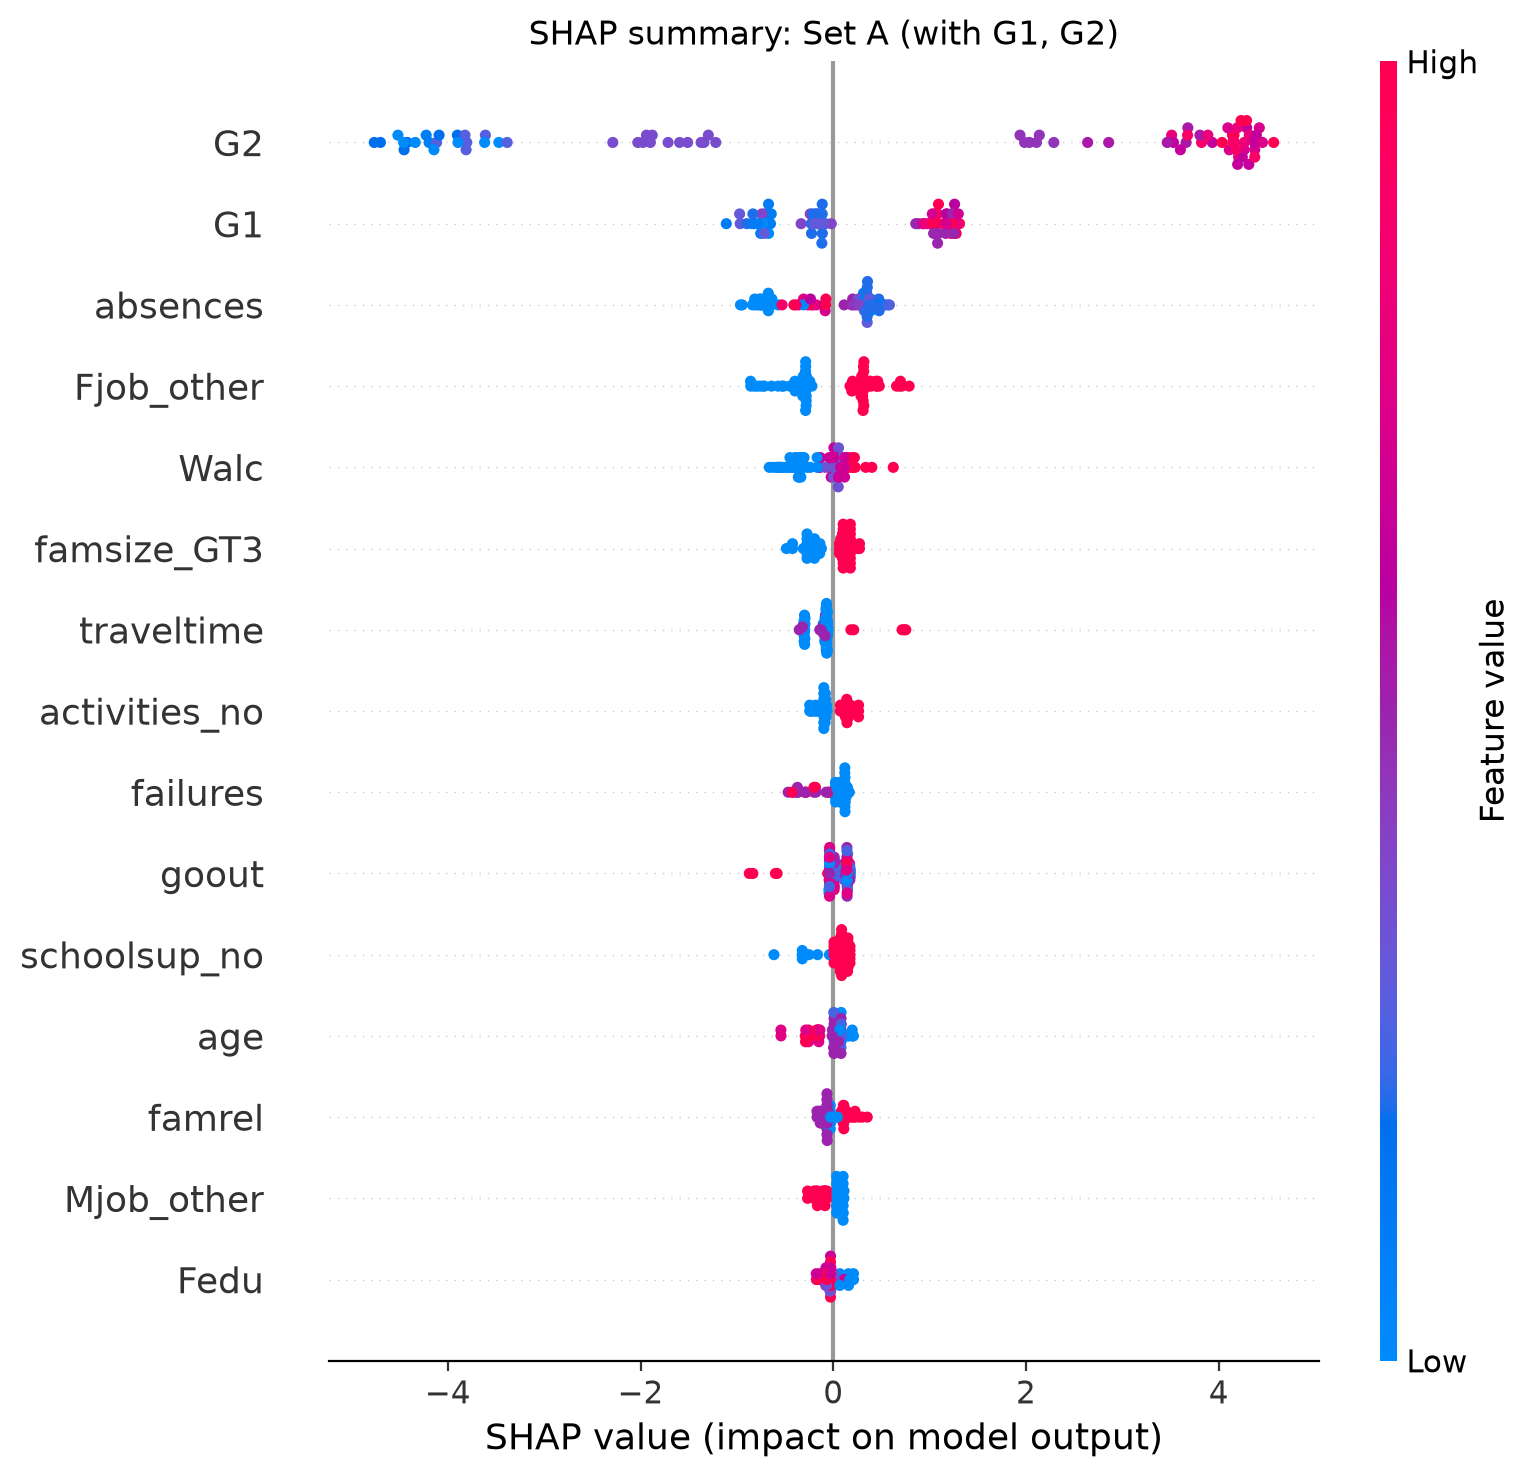 SHAP summary: Set A (with G1, G2)
High
G2
G1
absences
Fjob_other
Walc
famsize_GT3
traveltime
activities_no
failures
goout
schoolsup_no
age
famrel
Mjob_other
Fedu
Feature value
Low
−4 −2 0 2 4
SHAP value (impact on model output)